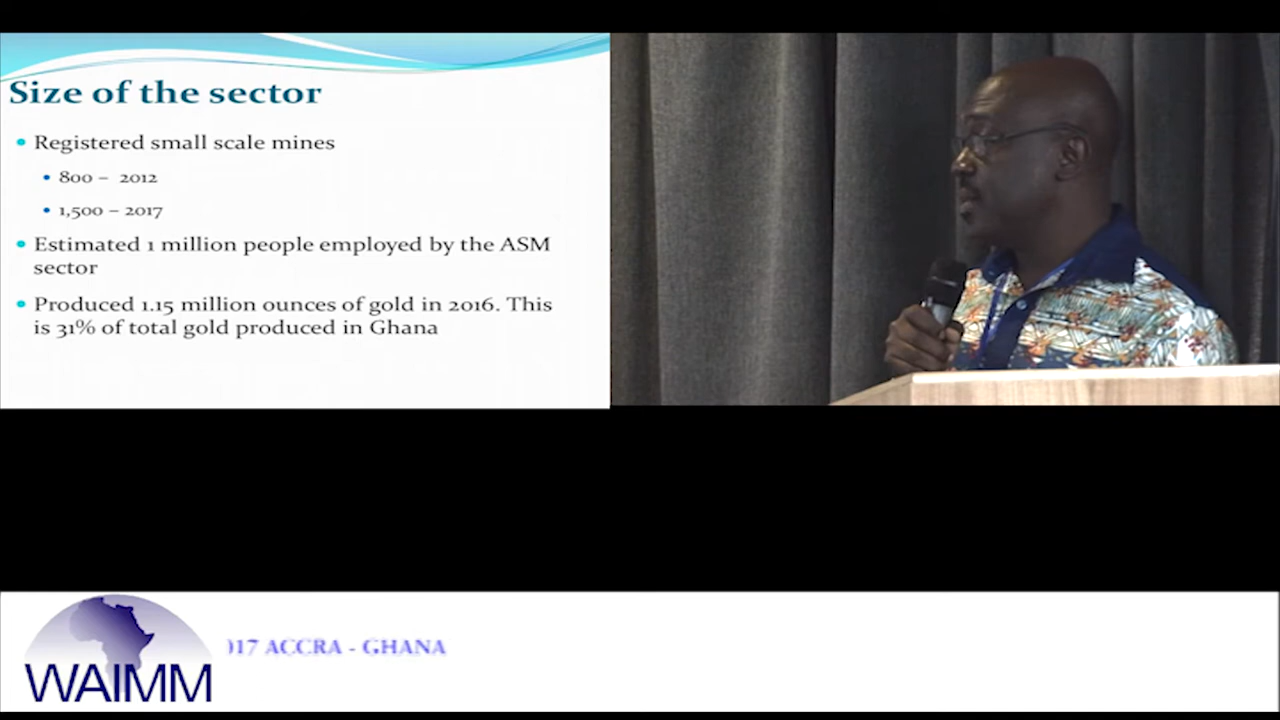 Size of the sector
Registered small scale mines
800 – 2012
1,500 – 2017
Estimated 1 million people employed by the ASM
sector
Produced 1.15 million ounces of gold in 2016. This
is 31% of total gold produced in Ghana
17 ACCRA - GHANA
WAIMM